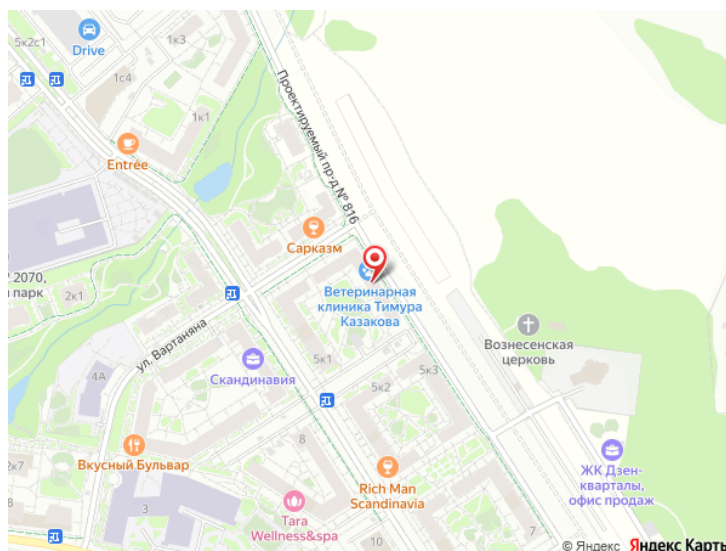 5к2с1
1к3
Drive
1с4
1к1
Entrée
Проектируемый пр-д № 816
Сарказм
2070,
парк
2к1
Ветеринарная
клиника Тимура
Казакова
ул. Вартаняна
Вознесенская
церковь
5к1
5к3
Скандинавия
4А
5к2
8
Вкусный Бульвар
2к7
ЖК Дзен-
кварталы,
офис продаж
Rich Man
Scandinavia
3
Tara
Wellness&spa
7
8
© Яндекс Яндекс Карты